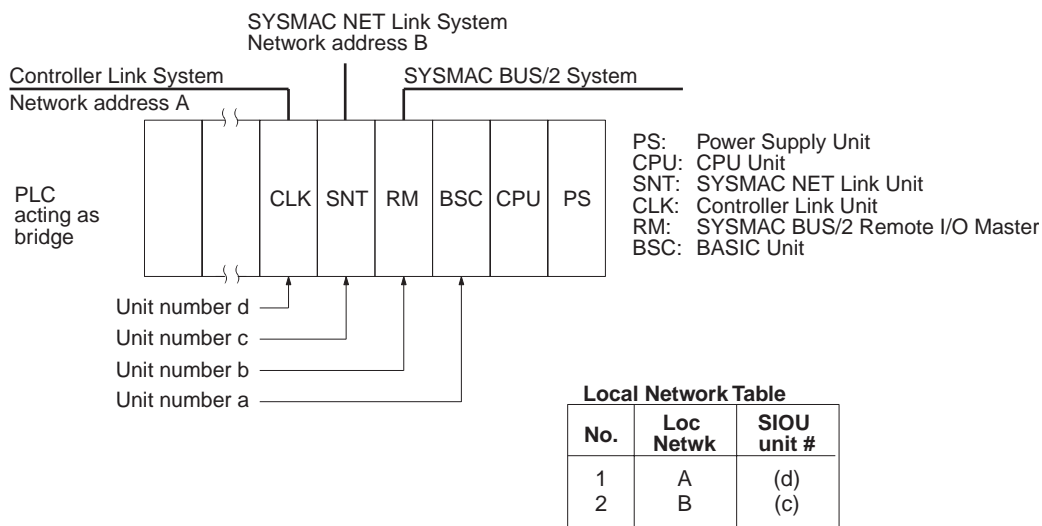 SYSMAC NET Link System
Network address B
Controller Link System
SYSMAC BUS/2 System
Network address A
PLC
acting as
bridge
CLK SNT RM BSC CPU PS
PS: Power Supply Unit
CPU: CPU Unit
SNT: SYSMAC NET Link Unit
CLK: Controller Link Unit
RM: SYSMAC BUS/2 Remote I/O Master
BSC: BASIC Unit
Unit number d
Unit number c
Unit number b
Unit number a
Local Network Table
No. Loc Netwk SIOU unit #
1 A (d)
2 B (c)